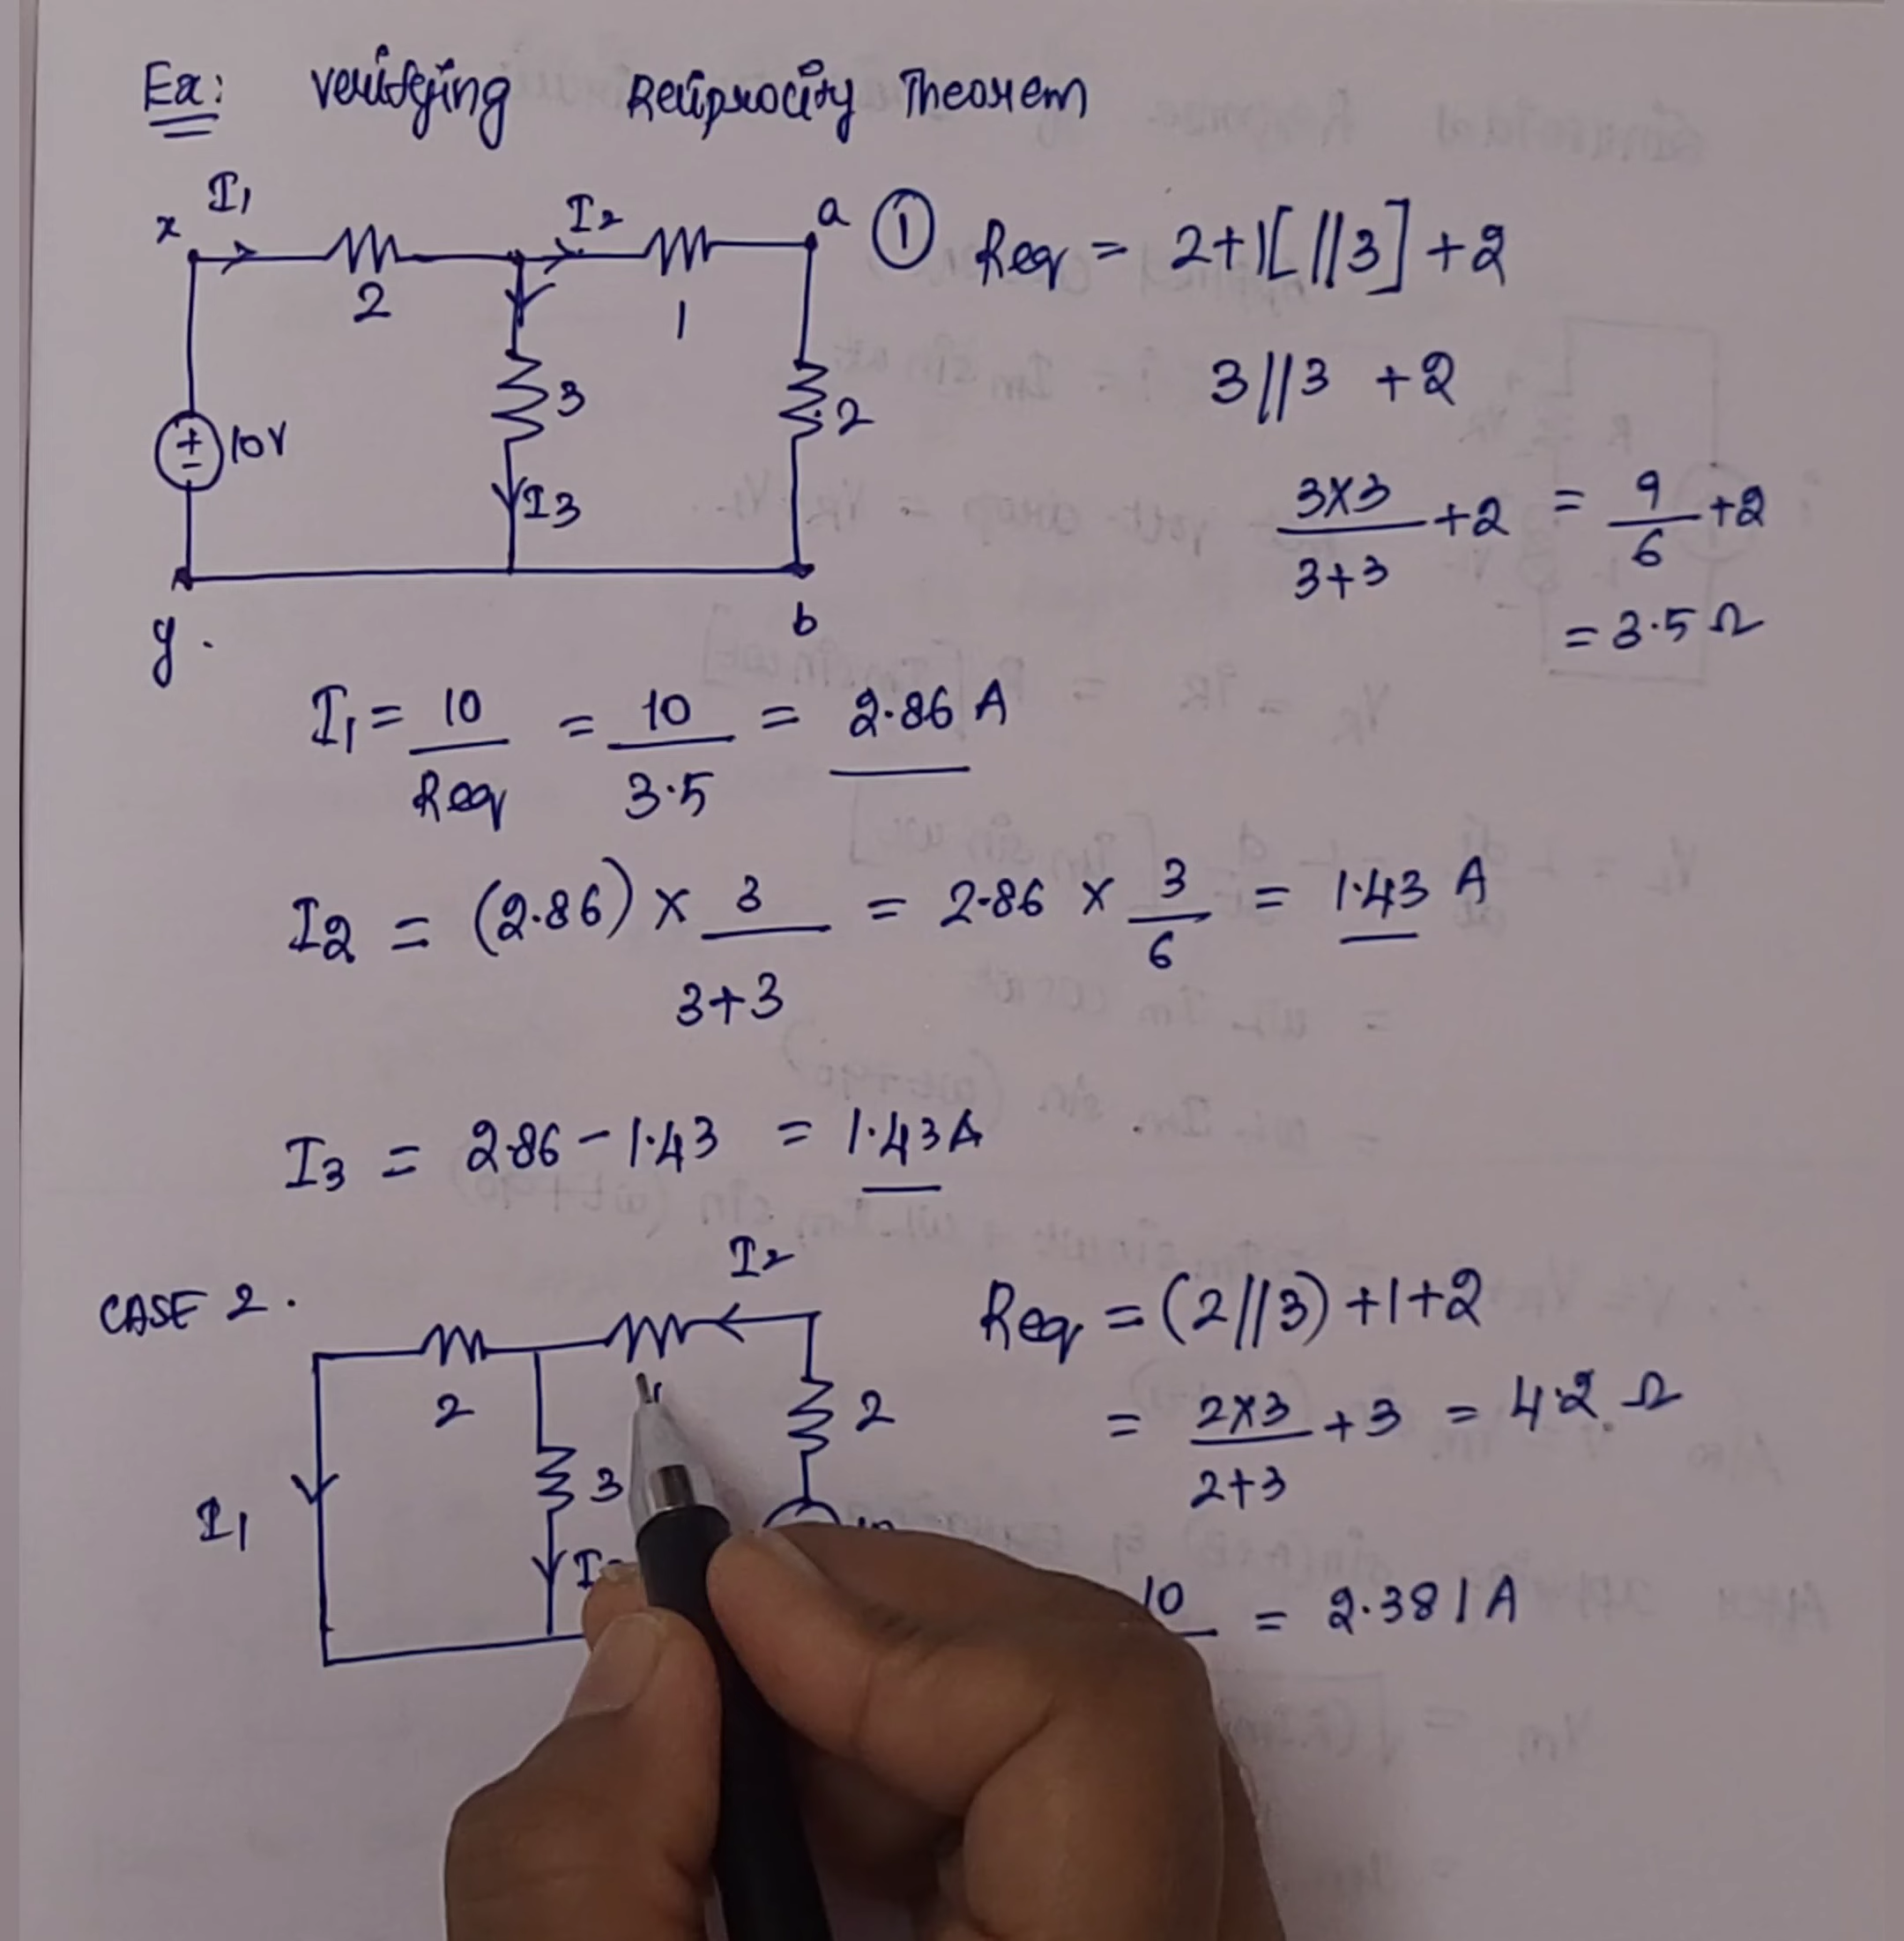 Ex: Verifying Reciprocity Theorem
x I1 I2 a
2 1
10V 3 2
I3
y. b
① Req = 2+1[//3]+2
3//3 +2
3×3/3+3 +2 = 9/6 +2
= 3.5 Ω
I1 = 10/Req = 10/3.5 = 2.86 A
I2 = (2.86) × 3/3+3 = 2.86 × 3/6 = 1.43 A
I3 = 2.86 - 1.43 = 1.43 A
CASE 2.
I2
2 2
3
I1
Req = (2//3)+1+2
= 2×3/2+3 +3 = 4.2 Ω
10 = 2.381 A